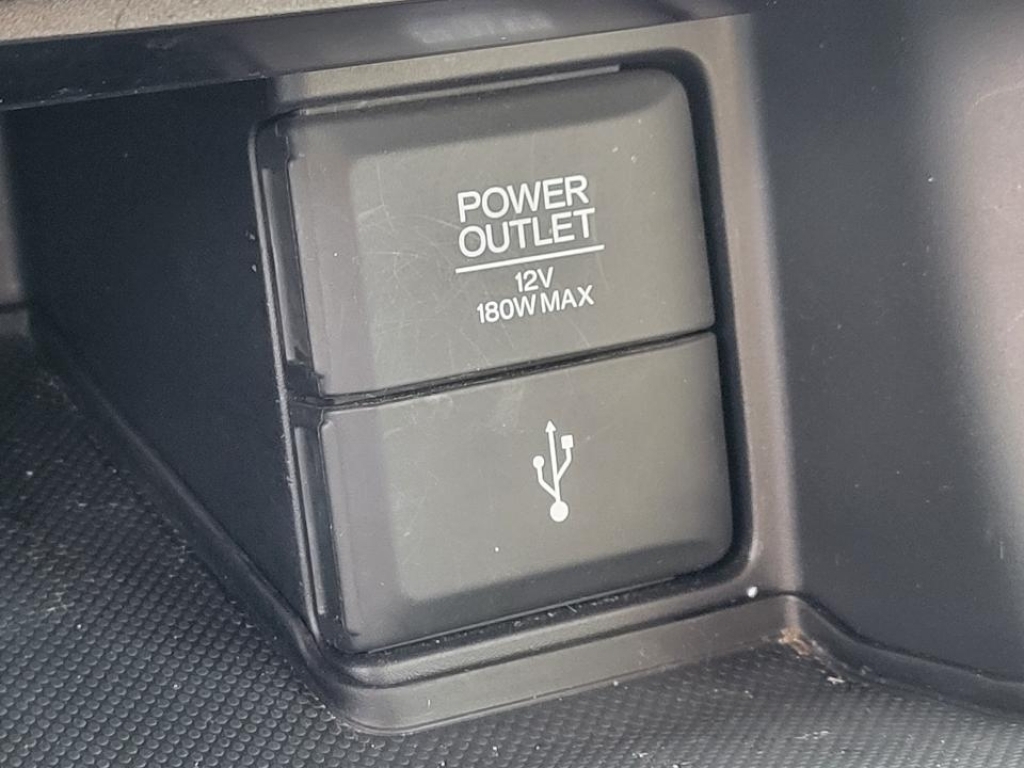 POWER
OUTLET
12V
180W MAX